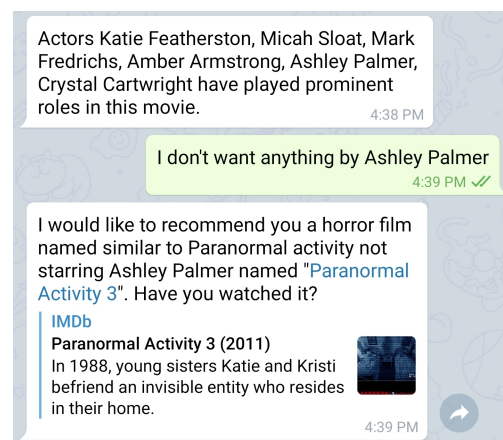 Actors Katie Featherston, Micah Sloat, Mark
Fredrichs, Amber Armstrong, Ashley Palmer,
Crystal Cartwright have played prominent
roles in this movie.
4:38 PM
I don't want anything by Ashley Palmer
4:39 PM
I would like to recommend you a horror film
named similar to Paranormal activity not
starring Ashley Palmer named "Paranormal
Activity 3". Have you watched it?
IMDb
Paranormal Activity 3 (2011)
In 1988, young sisters Katie and Kristi
befriend an invisible entity who resides
in their home.
4:39 PM